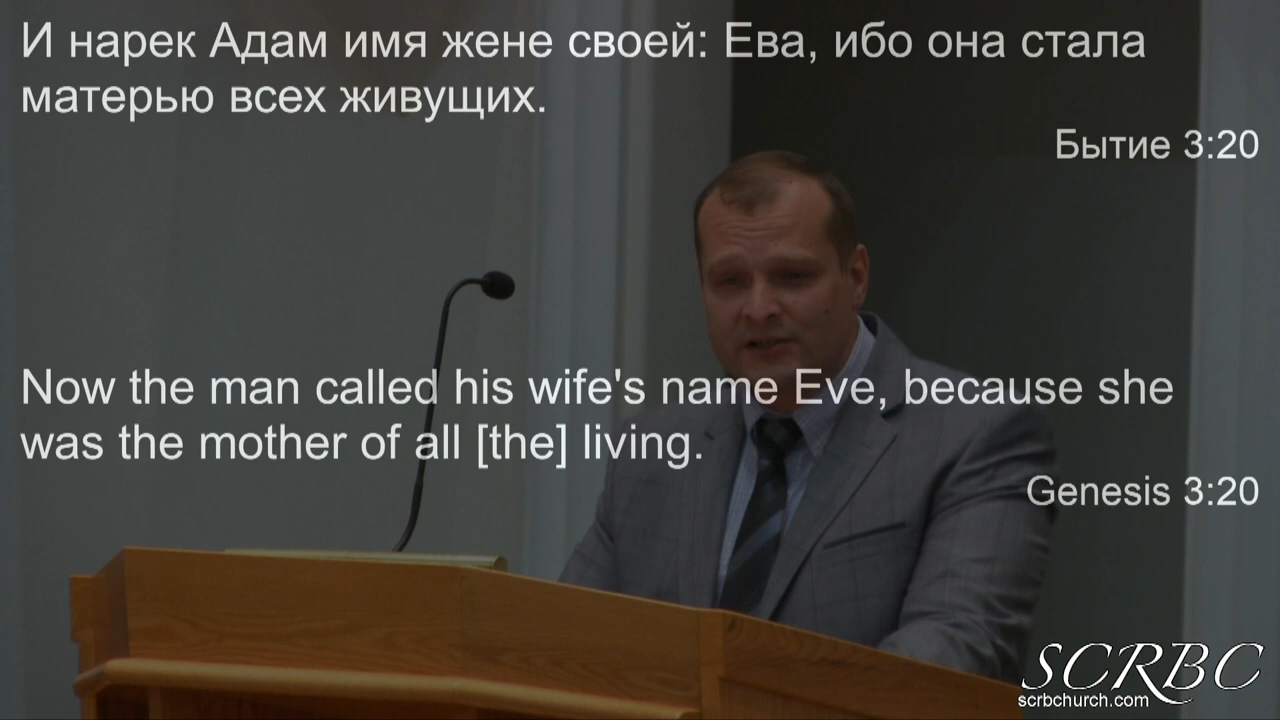 И нарек Адам имя жене своей: Ева, ибо она стала
матерью всех живущих.
Бытие 3:20
Now the man called his wife's name Eve, because she
was the mother of all [the] living.
Genesis 3:20
SCRBC
scrbchurch.com